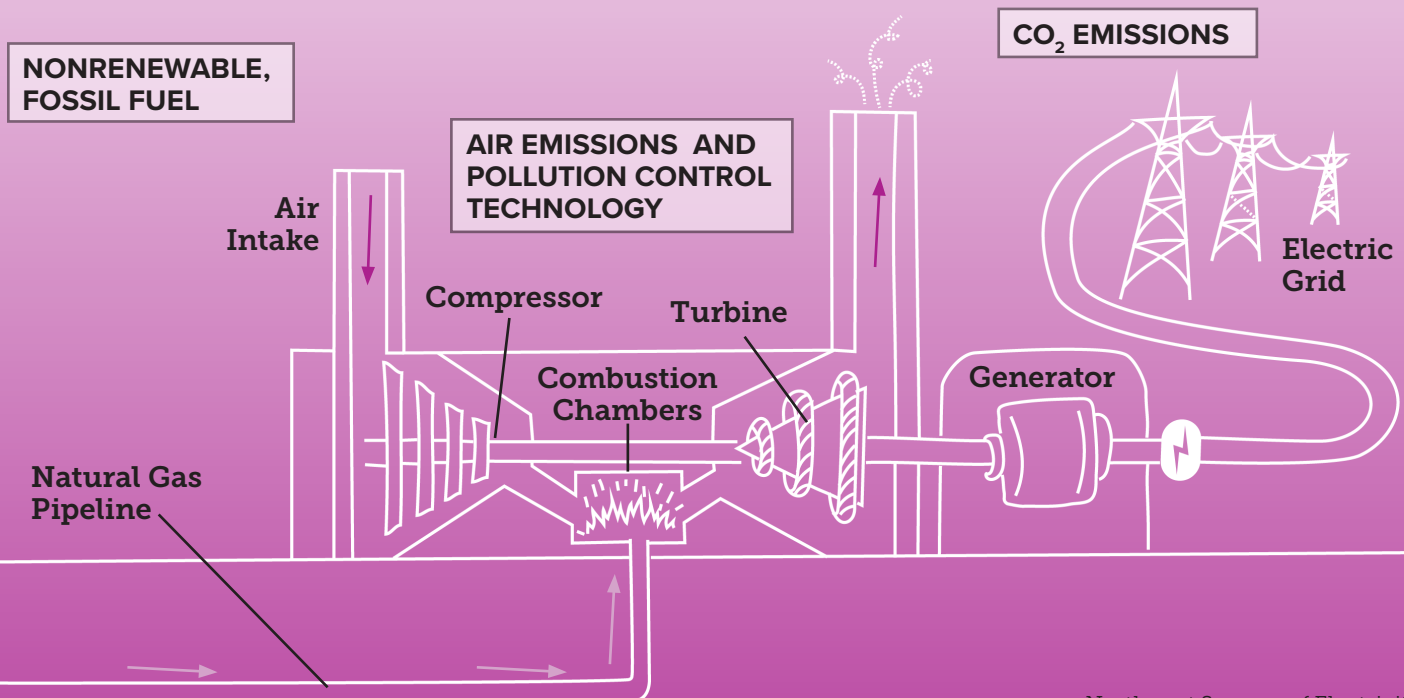 NONRENEWABLE,
FOSSIL FUEL
CO₂ EMISSIONS
AIR EMISSIONS AND
POLLUTION CONTROL
TECHNOLOGY
Air
Intake
Compressor
Turbine
Electric
Grid
Combustion
Chambers
Generator
Natural Gas
Pipeline